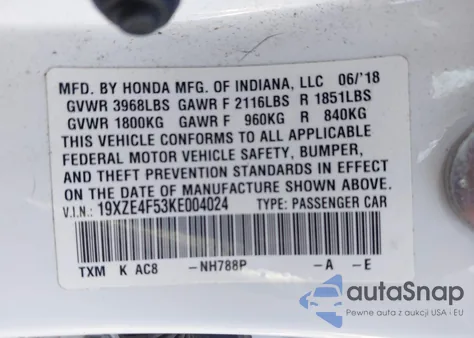 MFD. BY HONDA MFG. OF INDIANA, LLC 06/'18
GVWR 3968LBS GAWR F 2116LBS R 1851LBS
GVWR 1800KG GAWR F 960KG R 840KG
THIS VEHICLE CONFORMS TO ALL APPLICABLE
FEDERAL MOTOR VEHICLE SAFETY, BUMPER,
AND THEFT PREVENTION STANDARDS IN EFFECT
ON THE DATE OF MANUFACTURE SHOWN ABOVE.
V.I.N.: 19XZE4F53KE004024 TYPE: PASSENGER CAR
TXM K AC8 -NH788P -A -E
autoSnap
Pewne auta z aukcji USA - EU